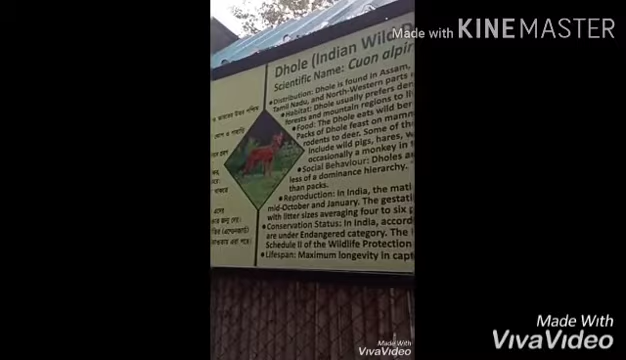 Made with KINEMASTER
Dhole (Indian Wild
Scientific Name: Cuon alpi
•Distribution: Dhole is found in Assam,
Tamil Nadu, and North-Western parts
•Habitat: Dhole usually prefers den
forests and mountain regions to li
•Food: The Dhole eats wild ber
Packs of Dhole feast on mamm
rodents to deer. Some of the
include wild pigs, hares, w
occasionally a monkey in t
•Social Behaviour: Dholes a
less of a dominance hierarchy.
than packs.
•Reproduction: In India, the mati
mid-October and January. The gestati
with litter sizes averaging four to six p
•Conservation Status: In India, accord
are under Endangered category. The
Schedule II of the Wildlife Protection
•Lifespan: Maximum longevity in capt
Made With
VivaVideo
Made With
VivaVideo